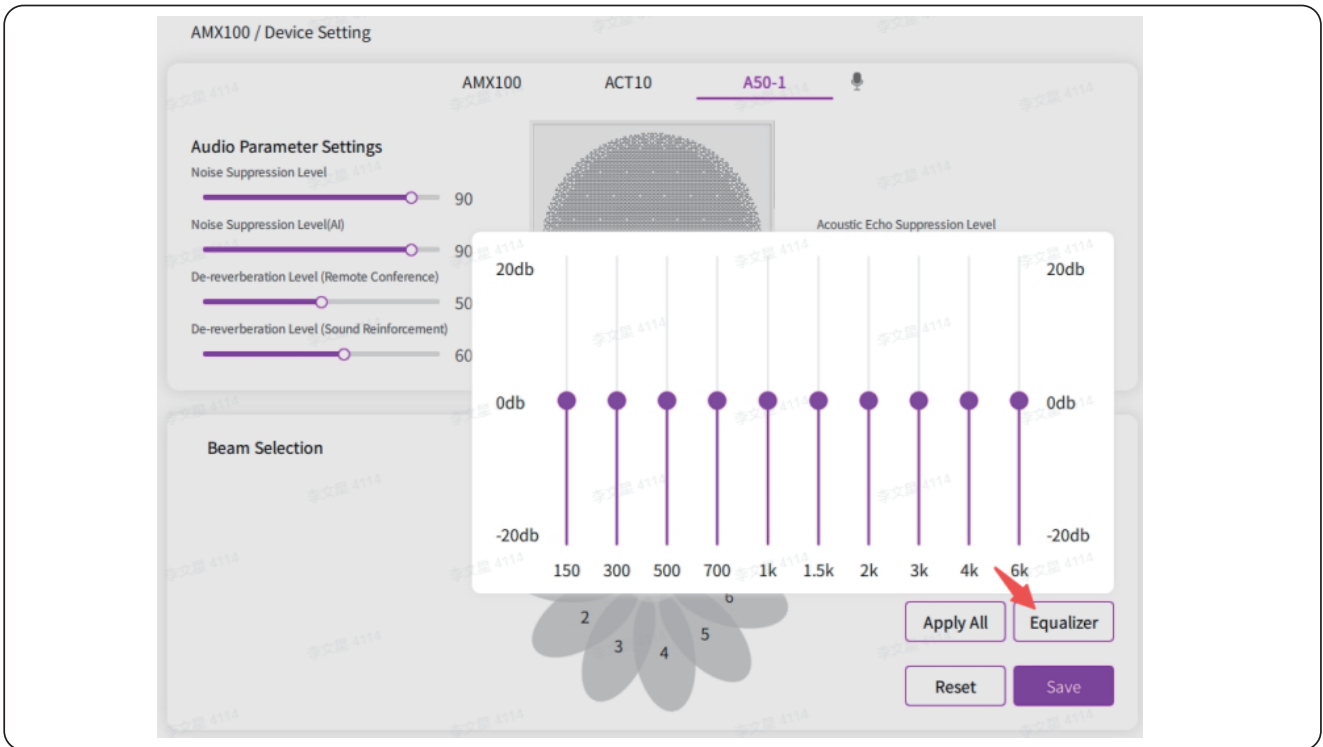 AMX100 / Device Setting
AMX100 ACT10 A50-1
Audio Parameter Settings
Noise Suppression Level
90
Noise Suppression Level(AI)
90
De-reverberation Level (Remote Conference)
50
De-reverberation Level (Sound Reinforcement)
60
Acoustic Echo Suppression Level
20db 20db
0db 0db
-20db -20db
150 300 500 700 1k 1.5k 2k 3k 4k 6k
Beam Selection
2 3 4 5 6
Apply All Equalizer
Reset Save